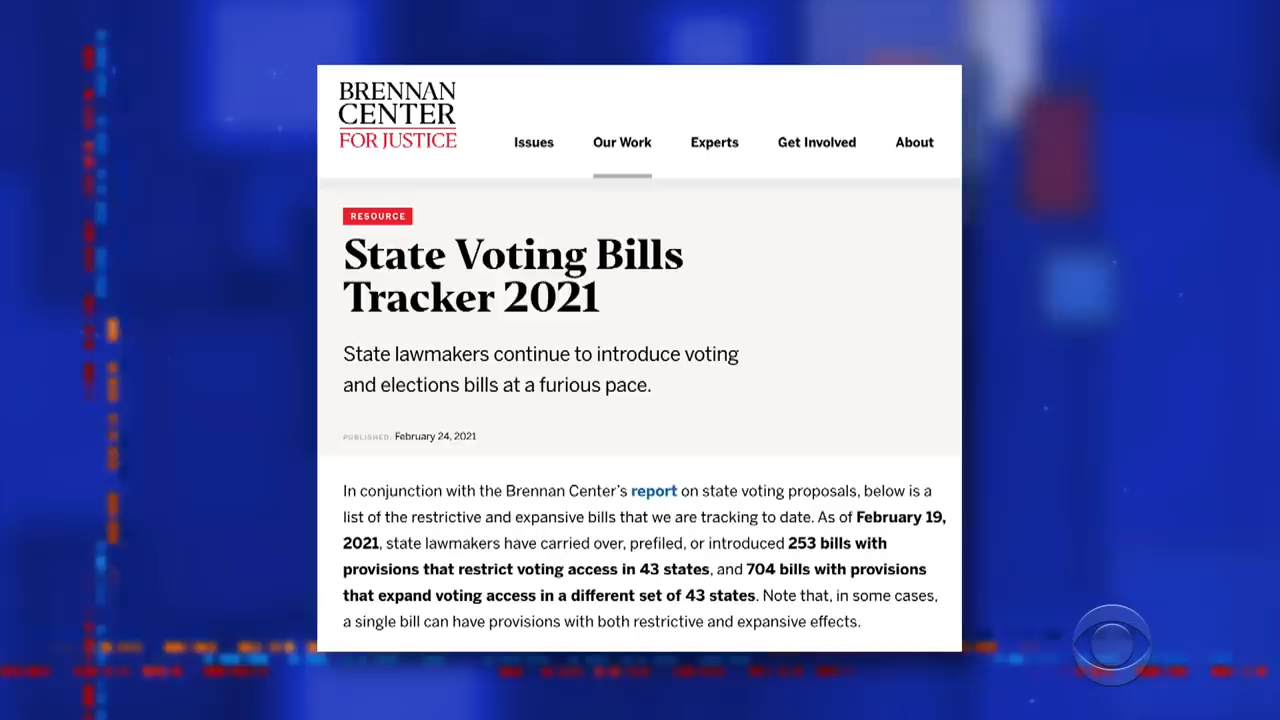 BRENNAN
CENTER
FOR JUSTICE
Issues Our Work Experts Get Involved About
RESOURCE
State Voting Bills
Tracker 2021
State lawmakers continue to introduce voting
and elections bills at a furious pace.
PUBLISHED: February 24, 2021
In conjunction with the Brennan Center’s report on state voting proposals, below is a
list of the restrictive and expansive bills that we are tracking to date. As of February 19,
2021, state lawmakers have carried over, prefiled, or introduced 253 bills with
provisions that restrict voting access in 43 states, and 704 bills with provisions
that expand voting access in a different set of 43 states. Note that, in some cases,
a single bill can have provisions with both restrictive and expansive effects.